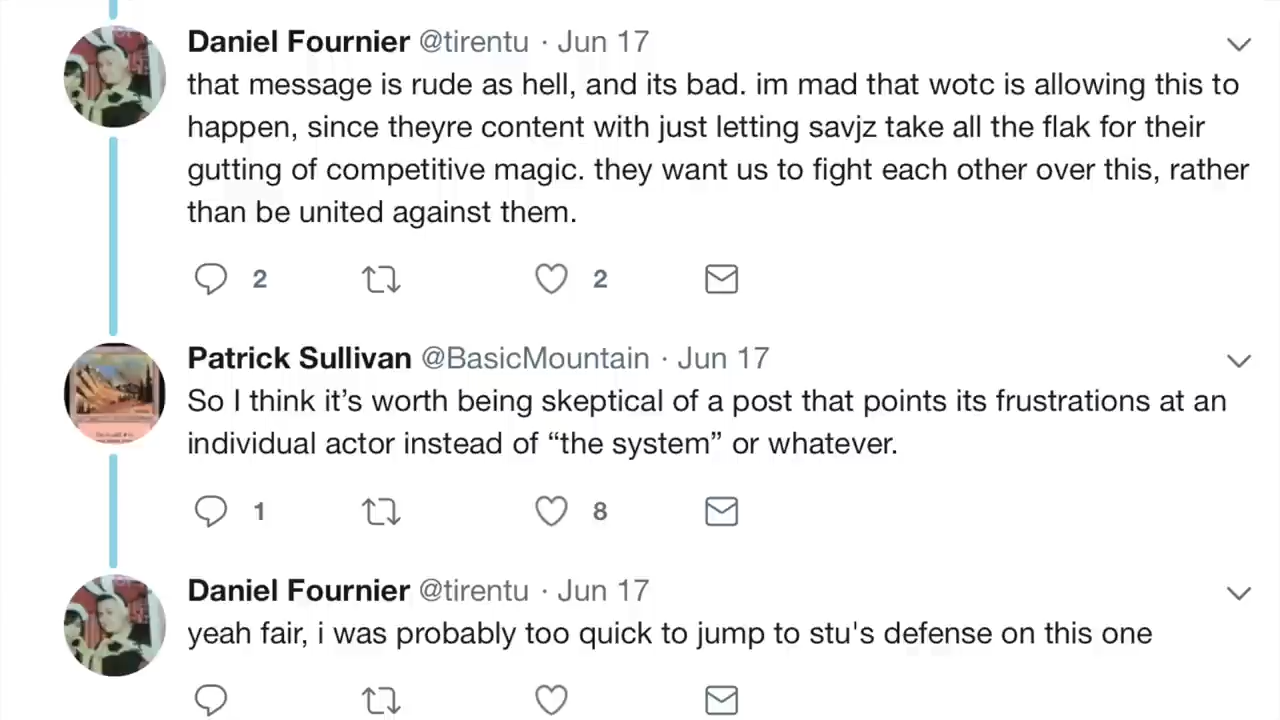 Daniel Fournier @tirentu · Jun 17
that message is rude as hell, and its bad. im mad that wotc is allowing this to
happen, since theyre content with just letting savjz take all the flak for their
gutting of competitive magic. they want us to fight each other over this, rather
than be united against them.
2 2
Patrick Sullivan @BasicMountain · Jun 17
So I think it’s worth being skeptical of a post that points its frustrations at an
individual actor instead of “the system” or whatever.
1 8
Daniel Fournier @tirentu · Jun 17
yeah fair, i was probably too quick to jump to stu's defense on this one